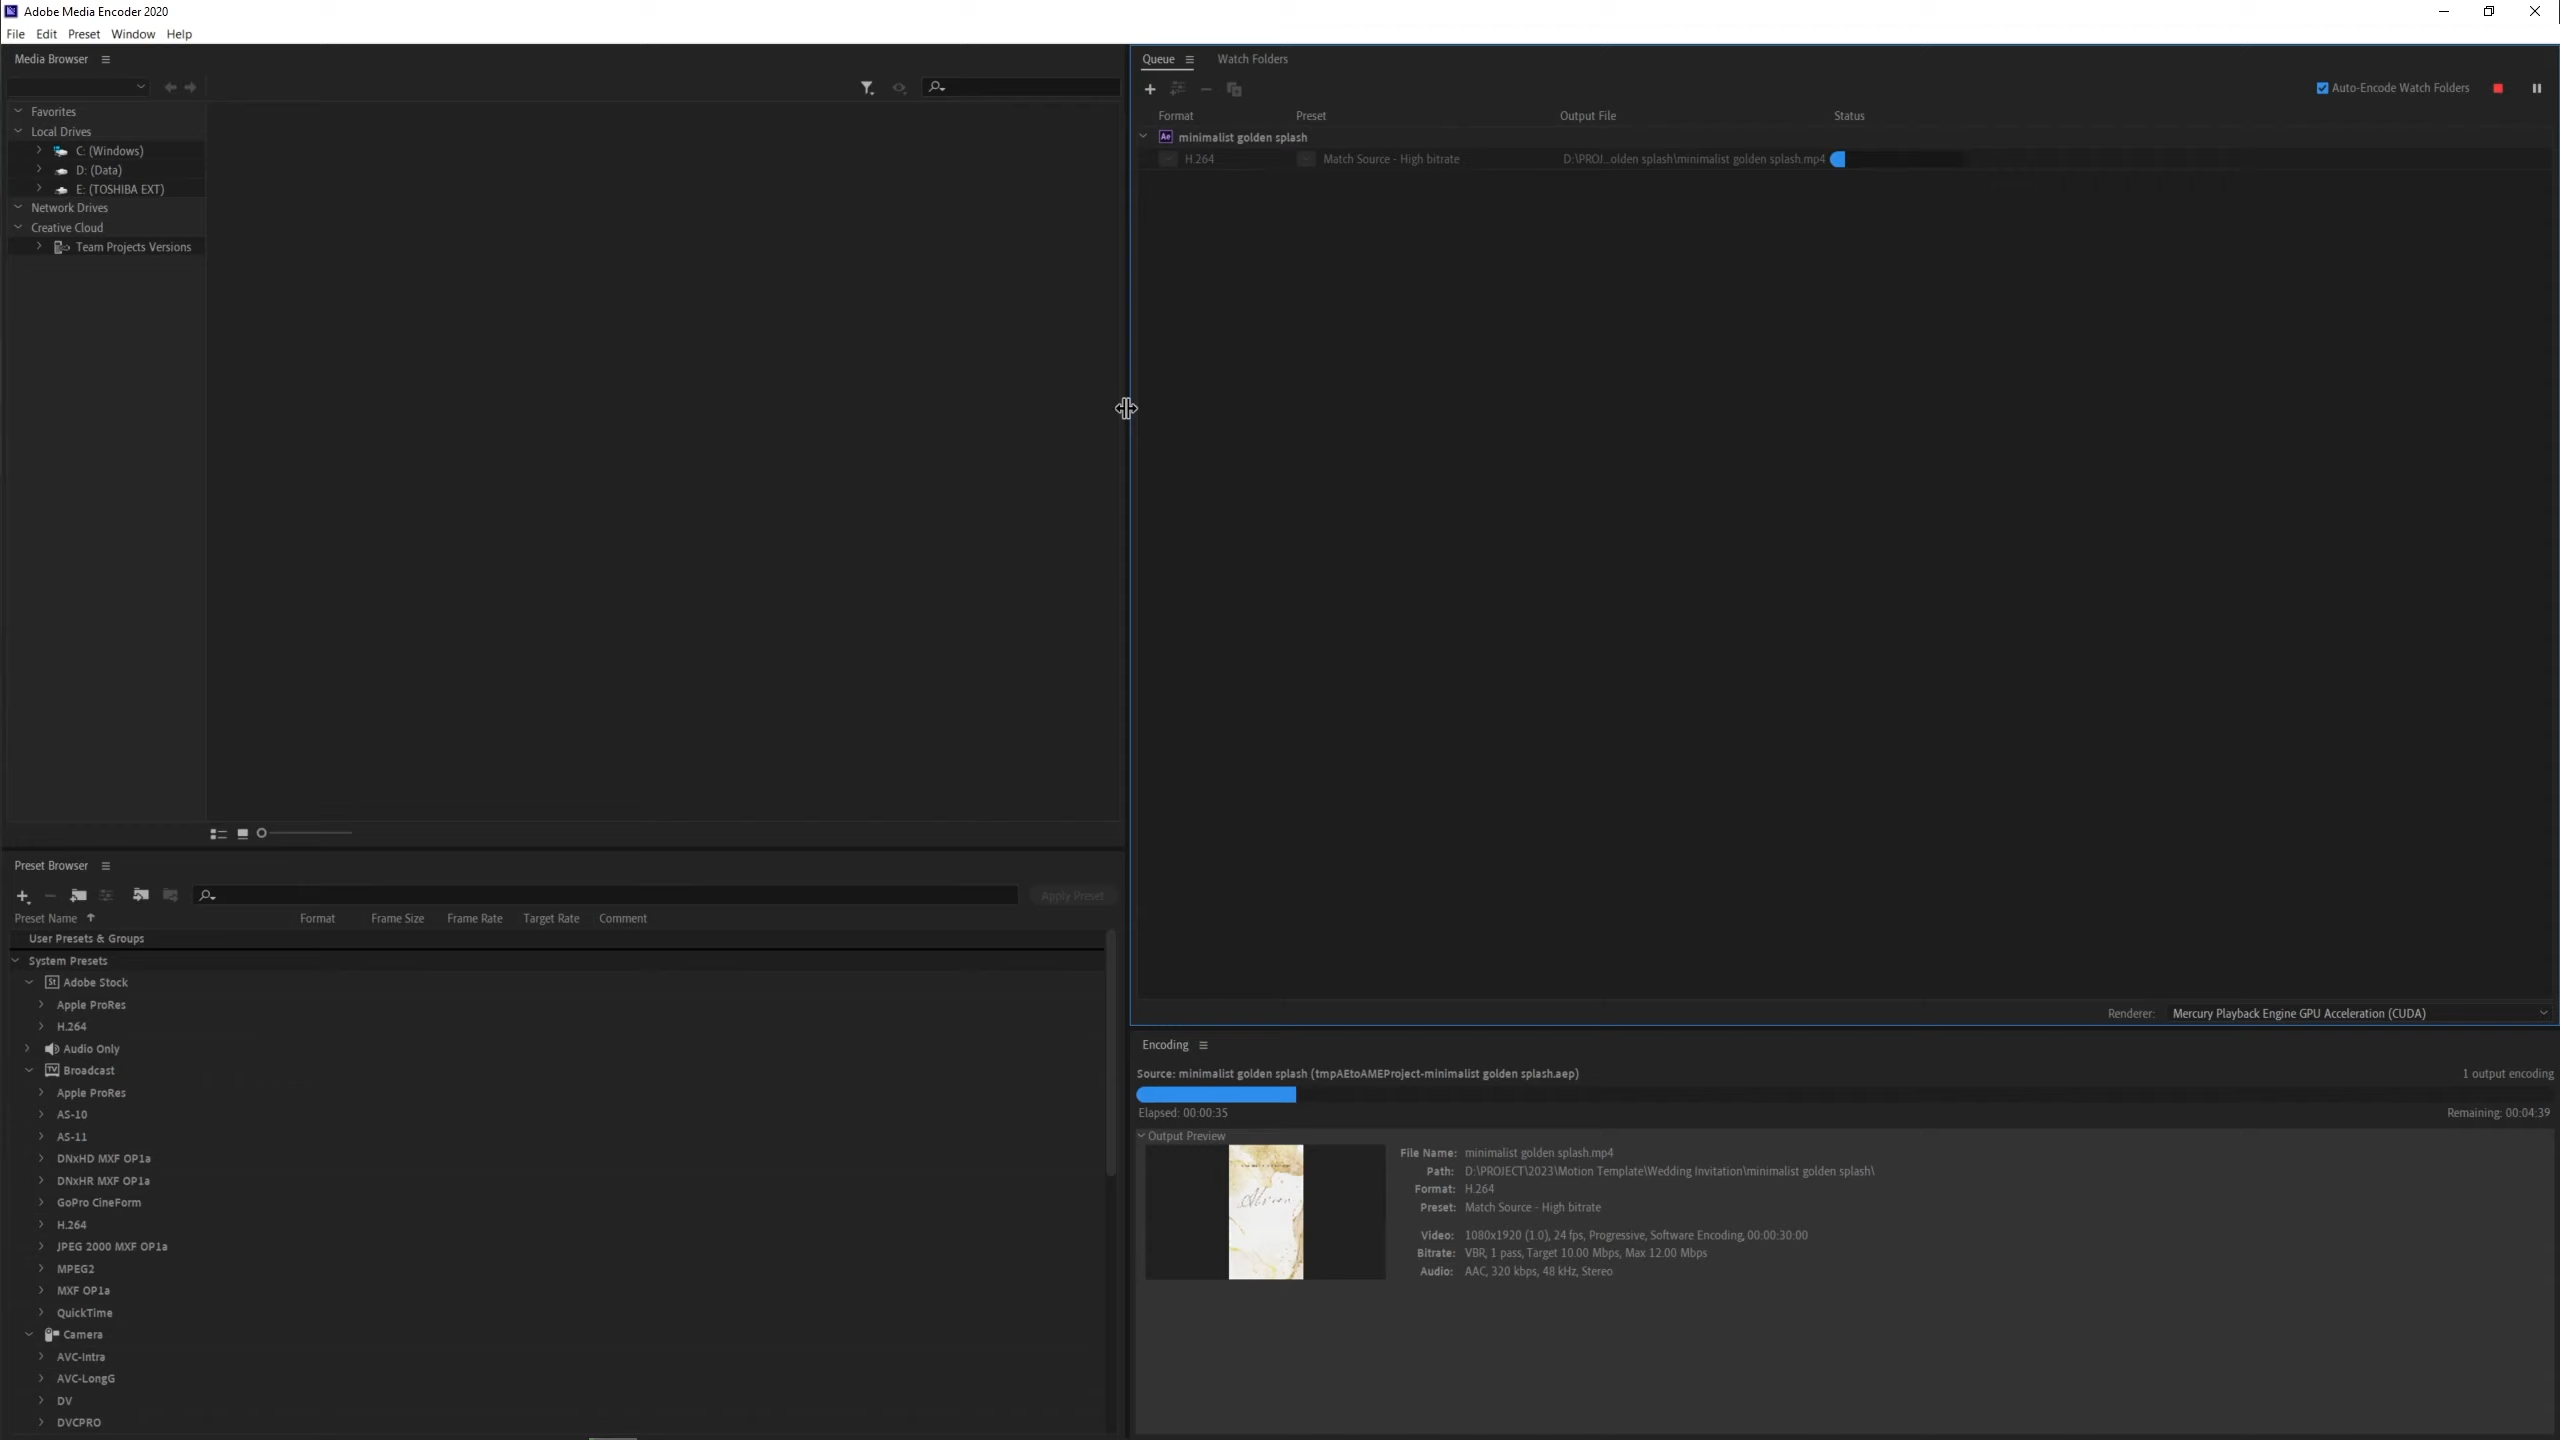 Adobe Media Encoder 2020
File Edit Preset Window Help
Media Browser
Favorites
Local Drives
C: (Windows)
D: (Data)
E: (TOSHIBA EXT)
Network Drives
Creative Cloud
Team Projects Versions
Preset Browser
Apply Preset
Preset Name Format Frame Size Frame Rate Target Rate Comment
User Presets & Groups
System Presets
St Adobe Stock
Apple ProRes
H.264
Audio Only
TV Broadcast
Apple ProRes
AS-10
AS-11
DNxHD MXF OP1a
DNxHR MXF OP1a
GoPro CineForm
H.264
JPEG 2000 MXF OP1a
MPEG2
MXF OP1a
QuickTime
Camera
AVC-Intra
AVC-LongG
DV
DVCPRO
Queue Watch Folders
Auto-Encode Watch Folders
Format Preset Output File Status
Ae minimalist golden splash
H.264 Match Source - High bitrate D:\PROJ...olden splash\minimalist golden splash.mp4
Renderer: Mercury Playback Engine GPU Acceleration (CUDA)
Encoding
Source: minimalist golden splash (tmpAEtoAMEProject-minimalist golden splash.aep) 1 output encoding
Elapsed: 00:00:35 Remaining: 00:04:39
Output Preview
File Name: minimalist golden splash.mp4
Path: D:\PROJECT\2023\Motion Template\Wedding Invitation\minimalist golden splash\
Format: H.264
Preset: Match Source - High bitrate
Video: 1080x1920 (1.0), 24 fps, Progressive, Software Encoding, 00:00:30:00
Bitrate: VBR, 1 pass, Target 10.00 Mbps, Max 12.00 Mbps
Audio: AAC, 320 kbps, 48 kHz, Stereo